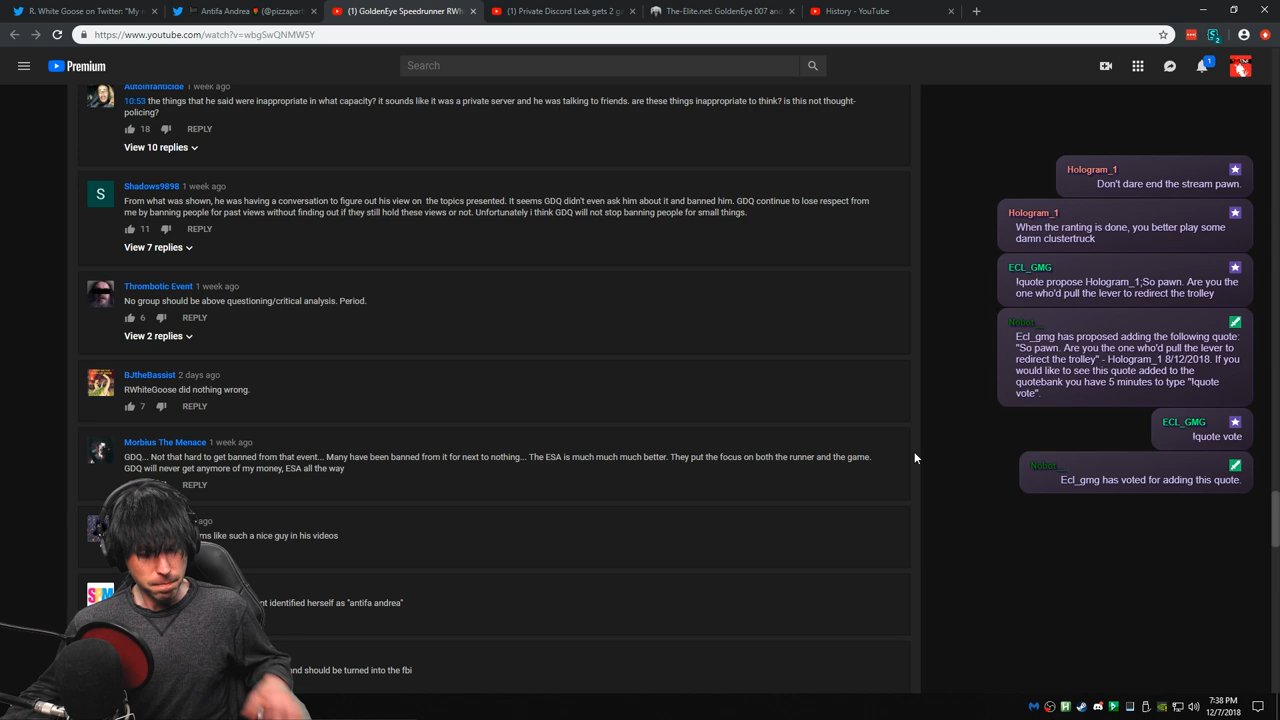 R. White Goose on Twitter: "My n
Antifa Andrea (@pizzaparty
(1) GoldenEye Speedrunner RWh
(1) Private Discord Leak gets 2 g
The-Elite.net: GoldenEye 007 and
History - YouTube
https://www.youtube.com/watch?v=wbgSwQNMW5Y
Premium
Search
1
AutoInfanticide 1 week ago
10:53 the things that he said were inappropriate in what capacity? it sounds like it was a private server and he was talking to friends. are these things inappropriate to think? is this not thought-
policing?
18 REPLY
View 10 replies
S
Shadows9898 1 week ago
From what was shown, he was having a conversation to figure out his view on the topics presented. It seems GDQ didn't even ask him about it and banned him. GDQ continue to lose respect from
me by banning people for past views without finding out if they still hold these views or not. Unfortunately i think GDQ will not stop banning people for small things.
11 REPLY
View 7 replies
Thrombotic Event 1 week ago
No group should be above questioning/critical analysis. Period.
6 REPLY
View 2 replies
BJtheBassist 2 days ago
RWhiteGoose did nothing wrong.
7 REPLY
Morbius The Menace 1 week ago
GDQ... Not that hard to get banned from that event... Many have been banned from it for next to nothing... The ESA is much much much better. They put the focus on both the runner and the game.
GDQ will never get anymore of my money, ESA all the way
REPLY
ago
ms like such a nice guy in his videos
nt identified herself as "antifa andrea"
and should be turned into the fbi
Hologram_1
Don't dare end the stream pawn.
Hologram_1
When the ranting is done, you better play some
damn clustertruck
ECL_GMG
!quote propose Hologram_1;So pawn. Are you the
one who'd pull the lever to redirect the trolley
Nobot__
Ecl_gmg has proposed adding the following quote:
"So pawn. Are you the one who'd pull the lever to
redirect the trolley" - Hologram_1 8/12/2018. If you
would like to see this quote added to the
quotebank you have 5 minutes to type "!quote
vote".
ECL_GMG
!quote vote
Nobot__
Ecl_gmg has voted for adding this quote.
7:38 PM
12/7/2018